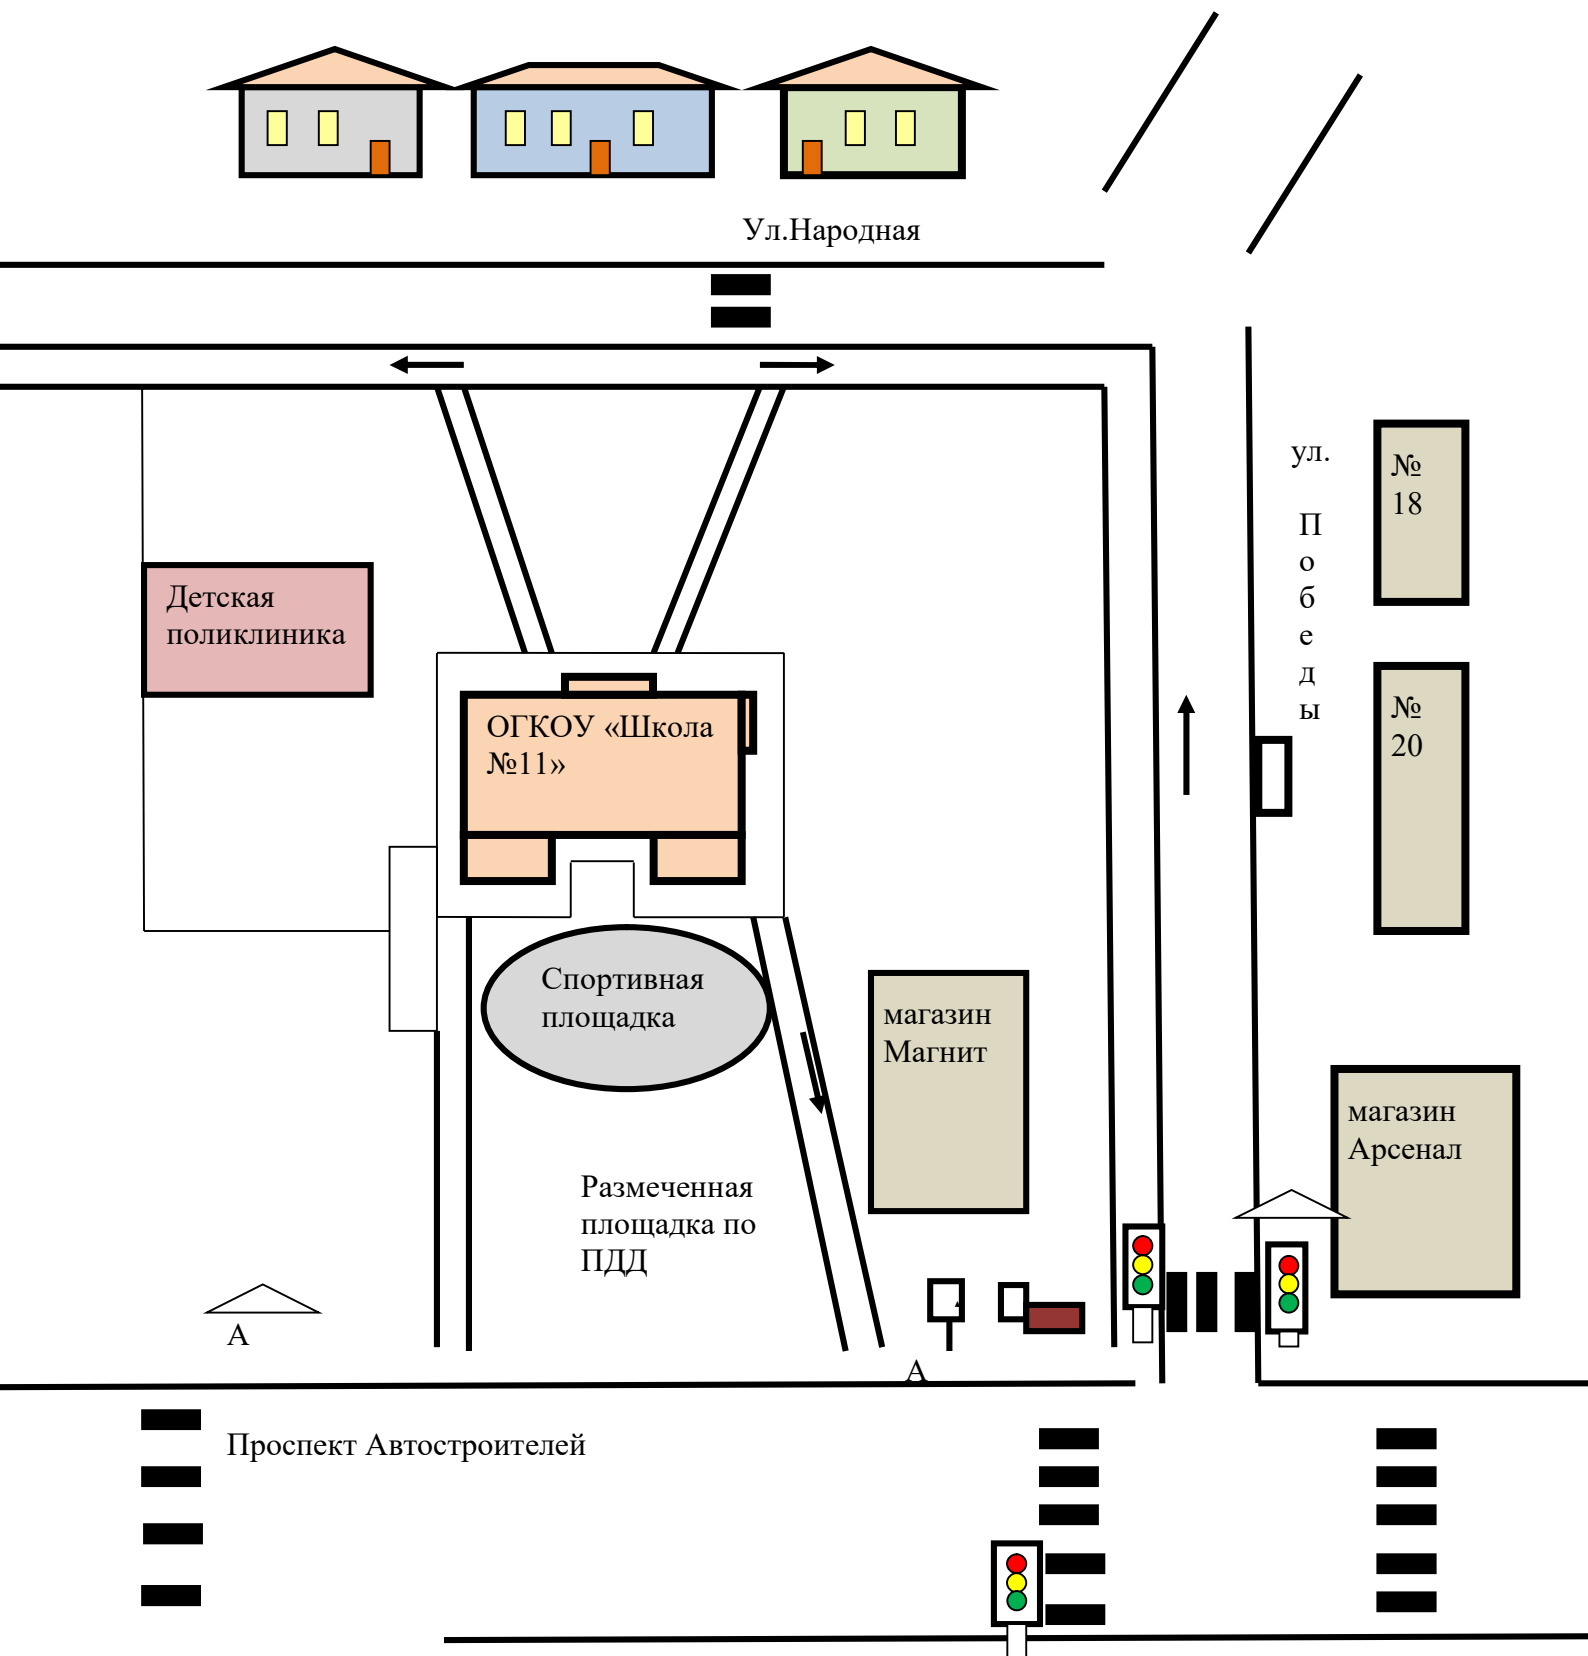 Ул.Народная
ул.
П
о
б
е
д
ы
№
18
Детская
поликлиника
№
20
ОГКОУ «Школа
№11»
Спортивная
площадка
магазин
Магнит
магазин
Арсенал
Размеченная
площадка по
ПДД
А
А
Проспект Автостроителей